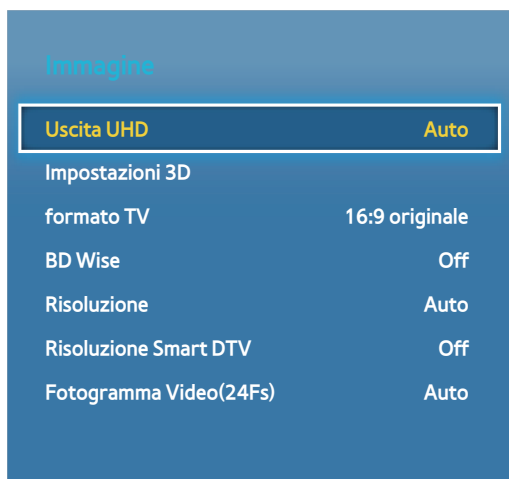 Immagine
Uscita UHD Auto
Impostazioni 3D
formato TV 16:9 originale
BD Wise Off
Risoluzione Auto
Risoluzione Smart DTV Off
Fotogramma Video(24Fs) Auto